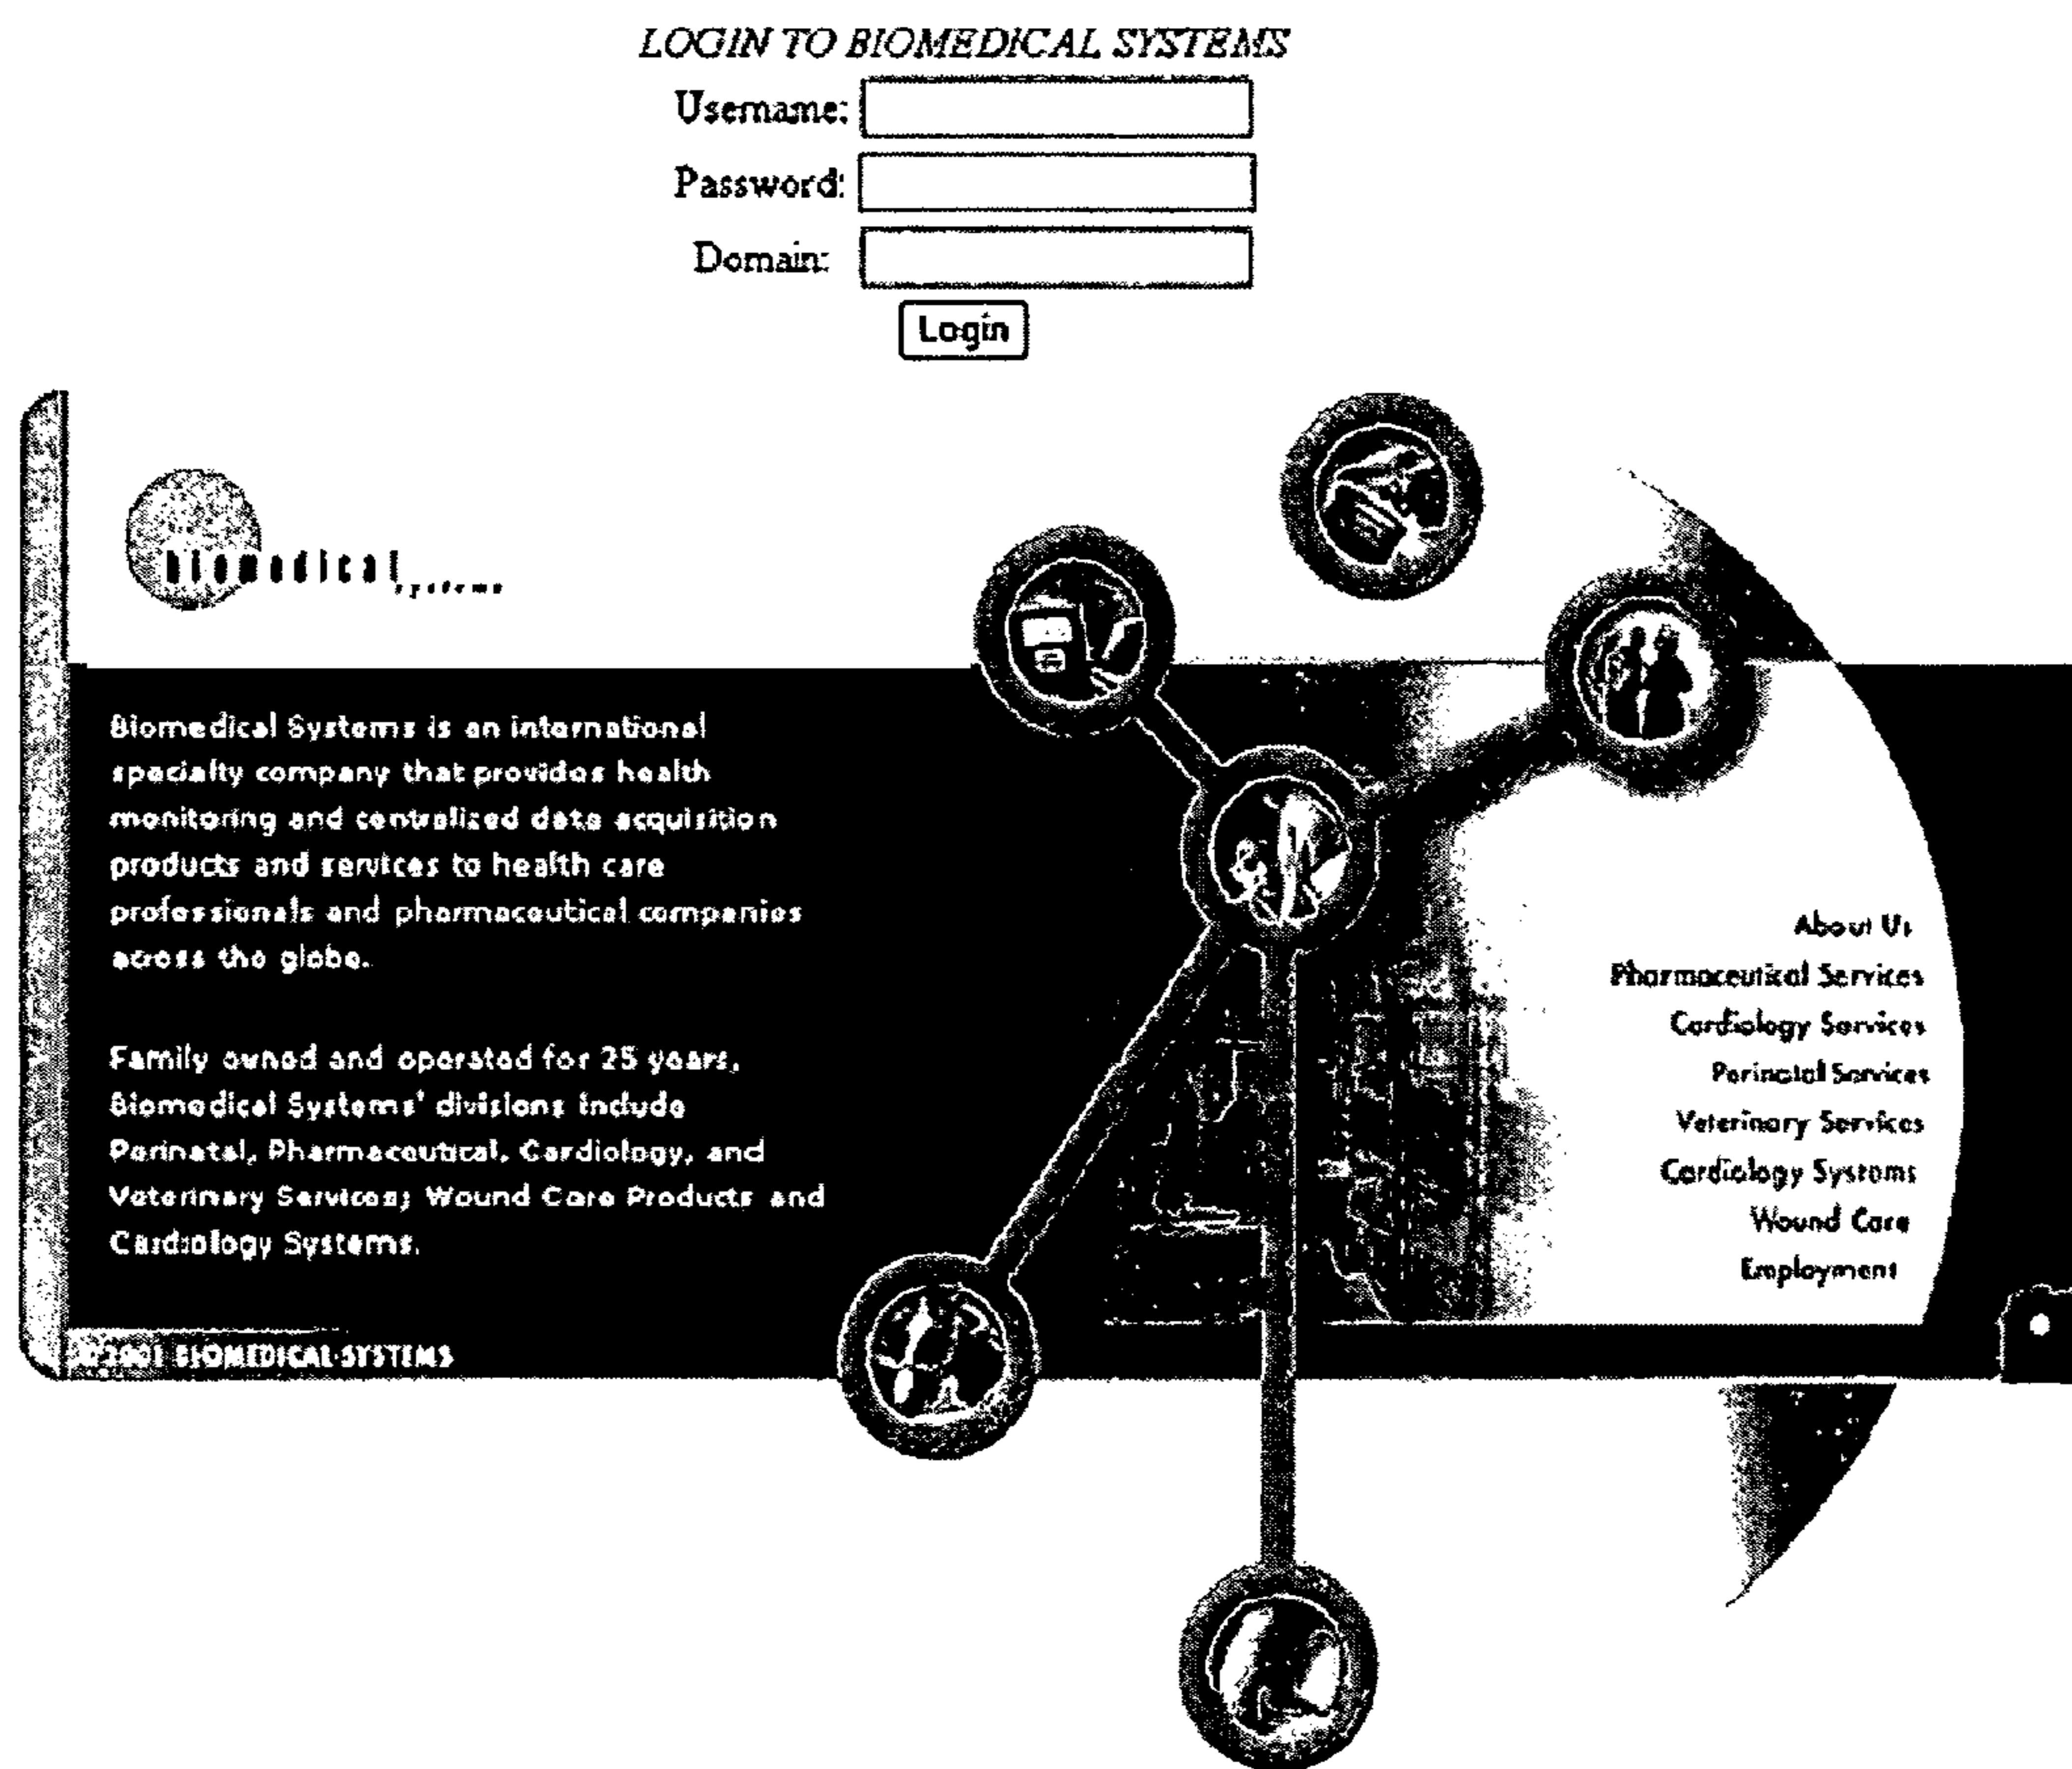 LOGIN TO BIOMEDICAL SYSTEMS
Username:
Password:
Domain:
Login
biomedical systems
Biomedical Systems is an international
specialty company that provides health
monitoring and centralized data acquisition
products and services to health care
professionals and pharmaceutical companies
across the globe.
Family owned and operated for 25 years,
Biomedical Systems' divisions include
Perinatal, Pharmaceutical, Cardiology, and
Veterinary Services; Wound Care Products and
Cardiology Systems.
©2001 BIOMEDICAL SYSTEMS
About Us
Pharmaceutical Services
Cardiology Services
Perinatal Services
Veterinary Services
Cardiology Systems
Wound Care
Employment